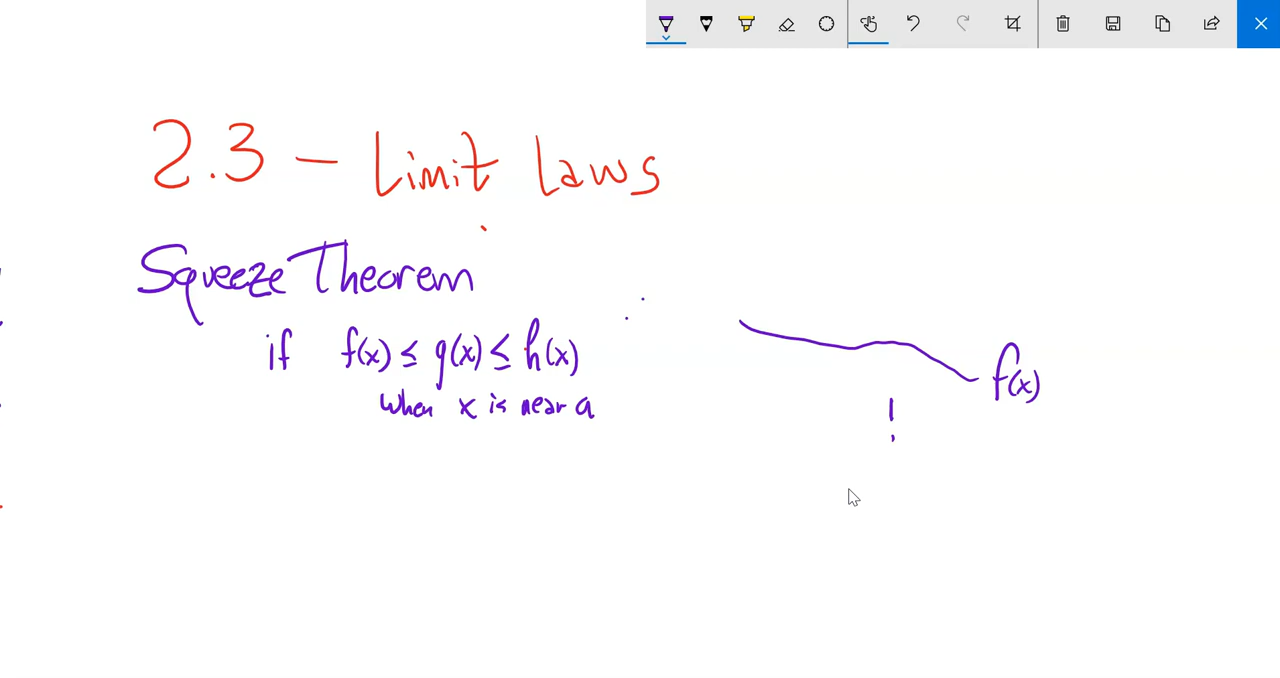 2.3 – Limit Laws
Squeeze Theorem
if f(x) ≤ g(x) ≤ h(x)
when x is near a
f(x)